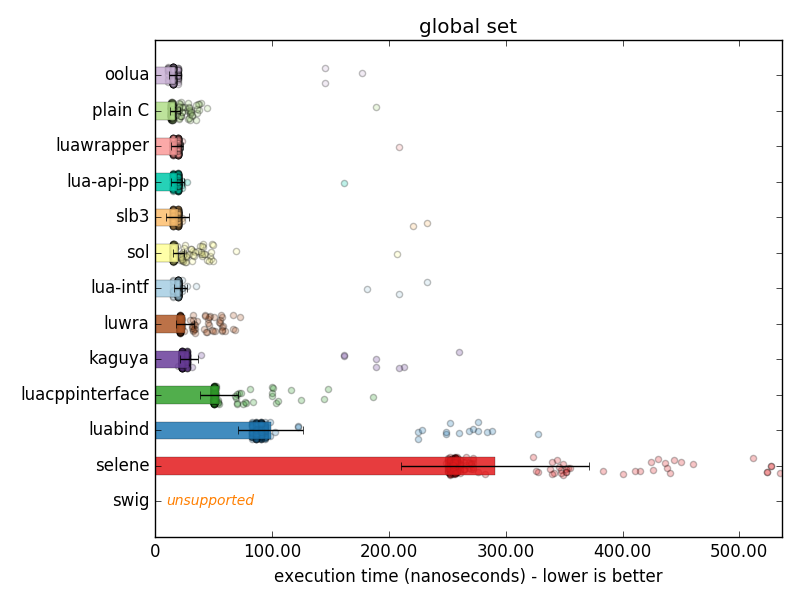 global set
oolua
plain C
luawrapper
lua-api-pp
slb3
sol
lua-intf
luwra
kaguya
luacppinterface
luabind
selene
swig unsupported
0 100.00 200.00 300.00 400.00 500.00
execution time (nanoseconds) - lower is better